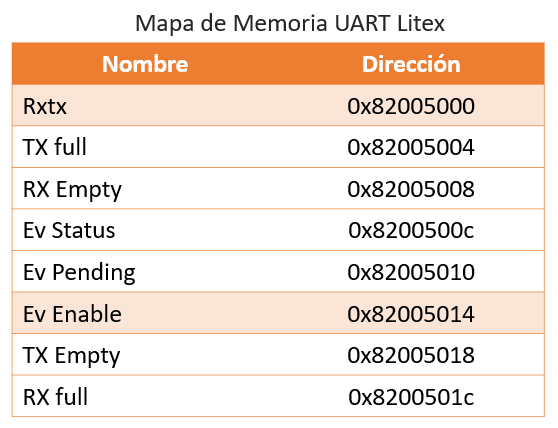 Mapa de Memoria UART Litex
Nombre Dirección
Rxtx 0x82005000
TX full 0x82005004
RX Empty 0x82005008
Ev Status 0x8200500c
Ev Pending 0x82005010
Ev Enable 0x82005014
TX Empty 0x82005018
RX full 0x8200501c